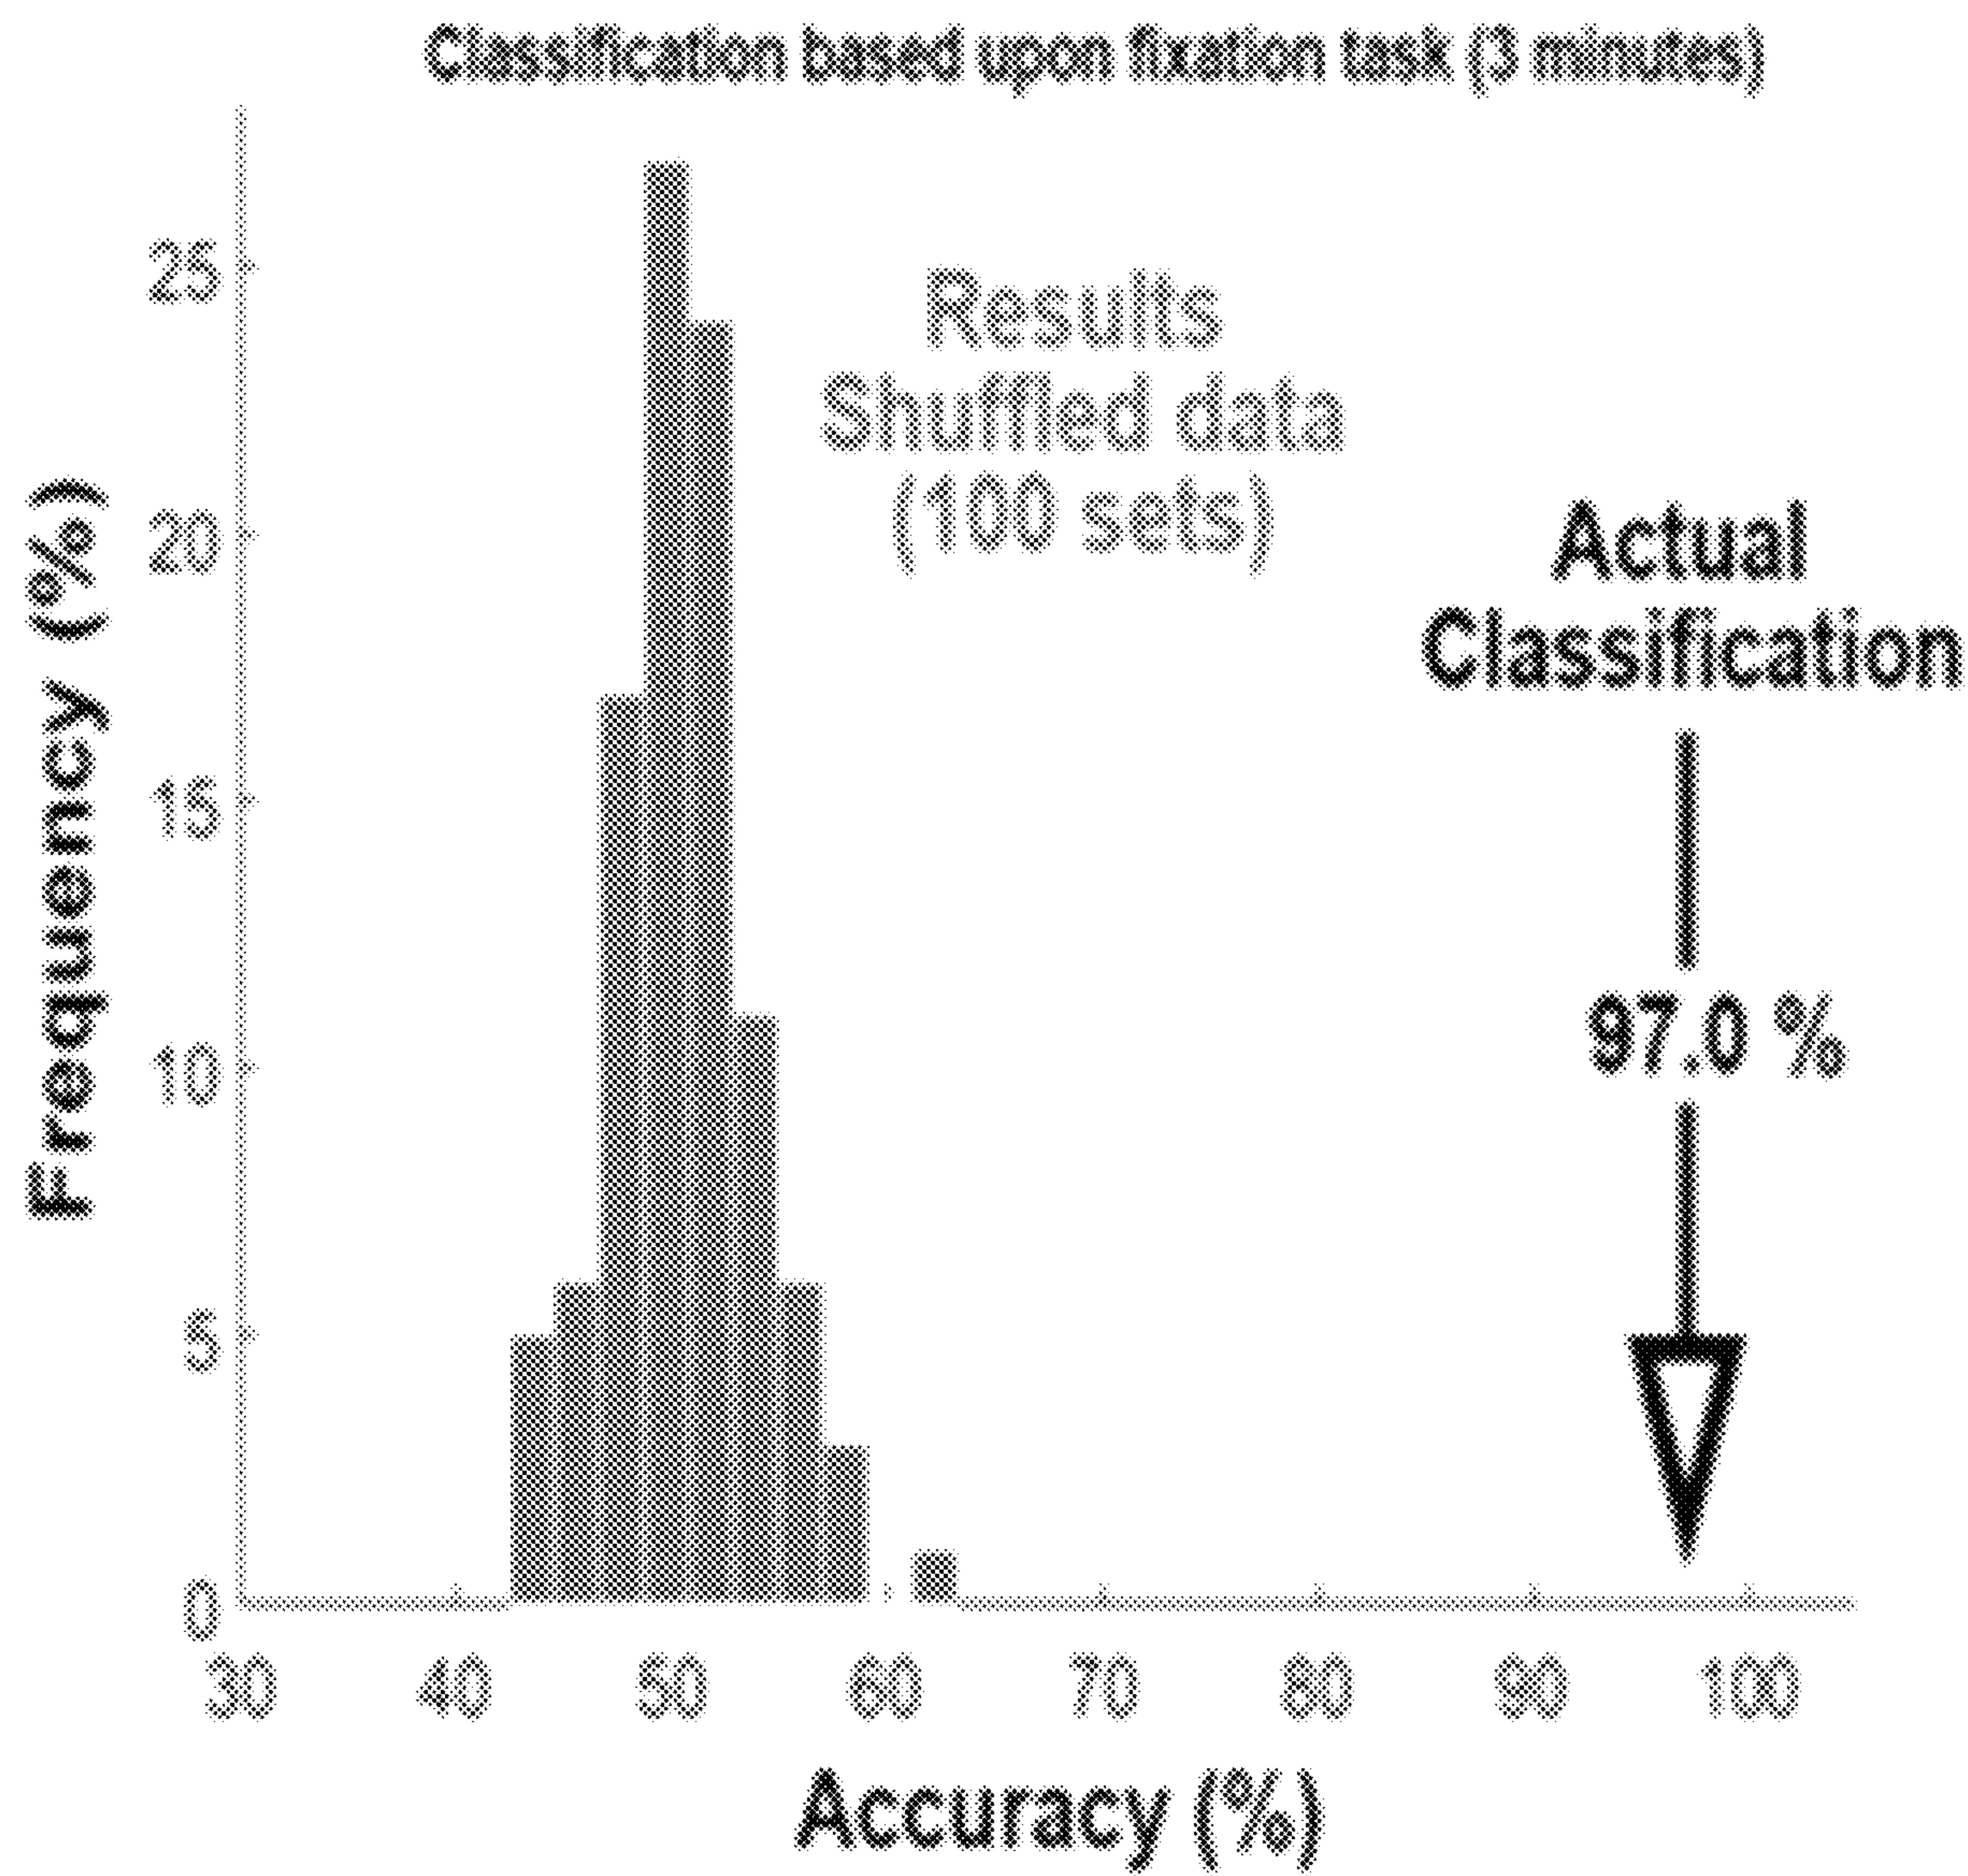 Classification based upon fixation task (3 minutes)
25
20
15
10
5
0
Frequency (%)
Results
Shuffled data
(100 sets)
Actual
Classification
97.0 %
30 40 50 60 70 80 90 100
Accuracy (%)